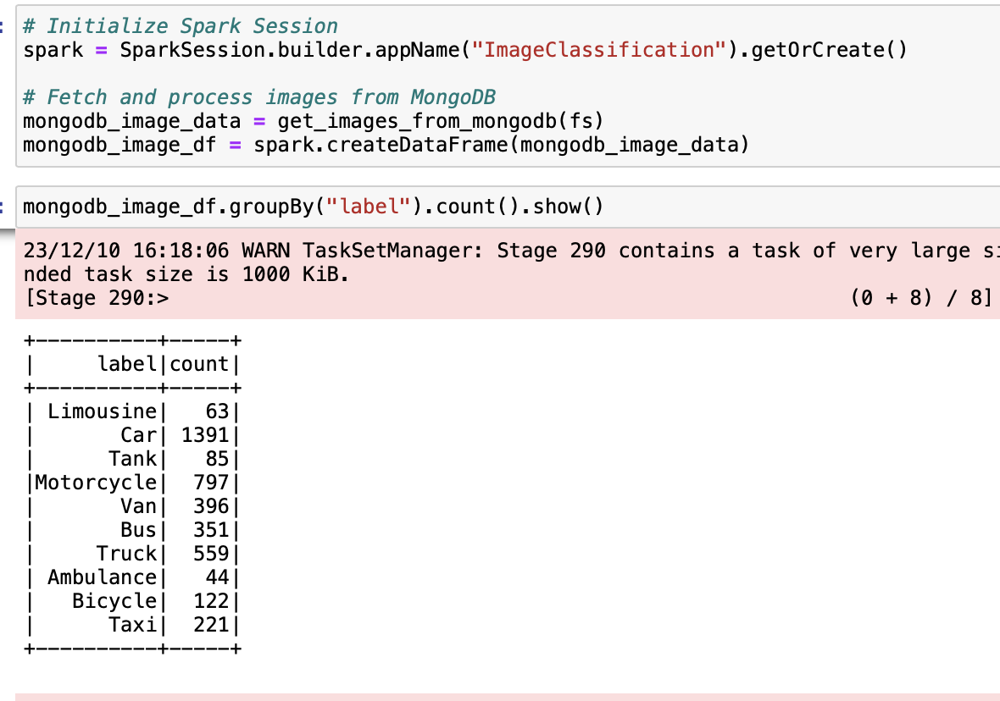 # Initialize Spark Session
spark = SparkSession.builder.appName("ImageClassification").getOrCreate()
# Fetch and process images from MongoDB
mongodb_image_data = get_images_from_mongodb(fs)
mongodb_image_df = spark.createDataFrame(mongodb_image_data)
mongodb_image_df.groupBy("label").count().show()
23/12/10 16:18:06 WARN TaskSetManager: Stage 290 contains a task of very large
nded task size is 1000 KiB.
[Stage 290:> (0 + 8) / 8]
+----------+-----+
|     label|count|
+----------+-----+
| Limousine|   63|
|       Car| 1391|
|      Tank|   85|
|Motorcycle|  797|
|       Van|  396|
|       Bus|  351|
|     Truck|  559|
| Ambulance|   44|
|   Bicycle|  122|
|      Taxi|  221|
+----------+-----+